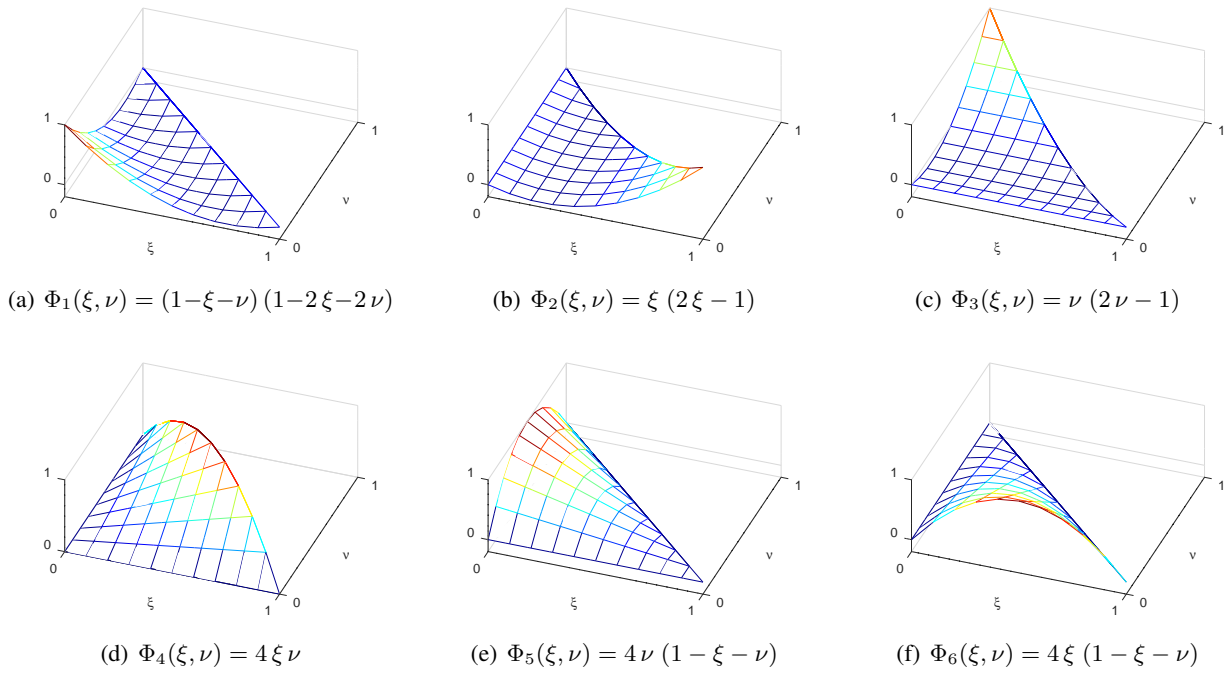 1
0
0
ξ
1
0
ν
1
1
0
0
ξ
1
0
ν
1
1
0
0
ξ
1
0
ν
1
(a) Φ₁(ξ, ν) = (1−ξ−ν) (1−2 ξ−2 ν)
(b) Φ₂(ξ, ν) = ξ (2 ξ − 1)
(c) Φ₃(ξ, ν) = ν (2 ν − 1)
1
0
0
ξ
1
0
ν
1
1
0
0
ξ
1
0
ν
1
1
0
0
ξ
1
0
ν
1
(d) Φ₄(ξ, ν) = 4 ξ ν
(e) Φ₅(ξ, ν) = 4 ν (1 − ξ − ν)
(f) Φ₆(ξ, ν) = 4 ξ (1 − ξ − ν)